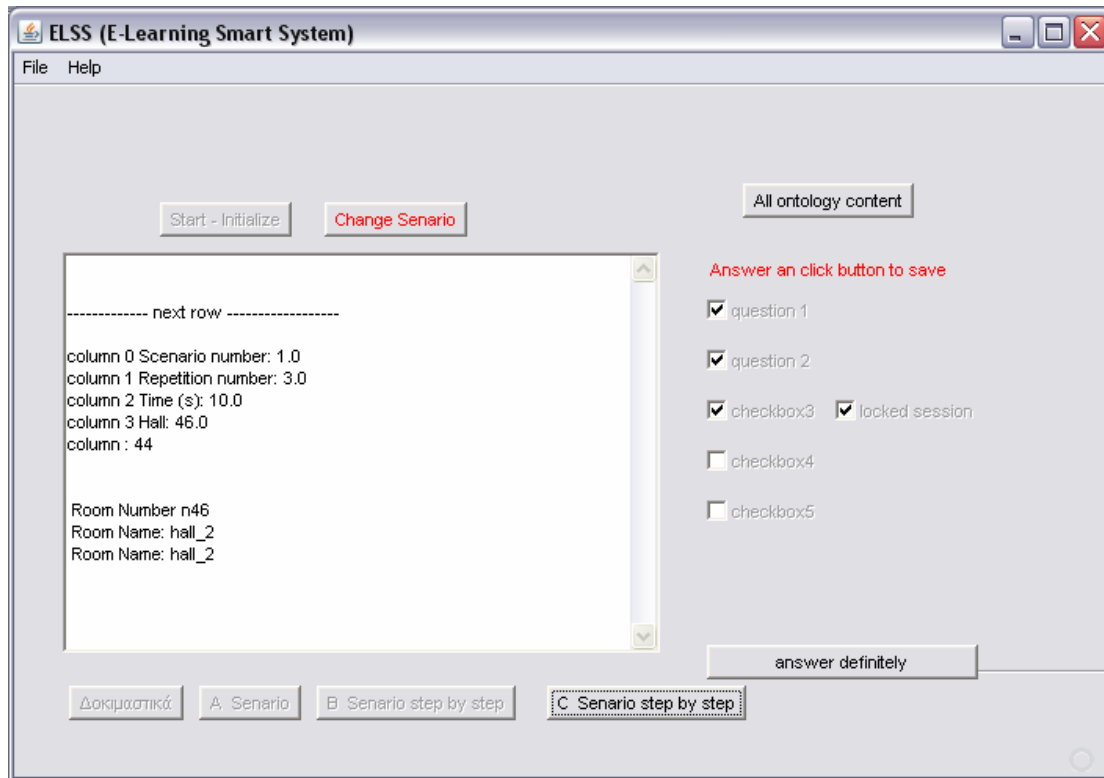 ELSS (E-Learning Smart System)
File Help
All ontology content
Start - Initialize Change Senario
Answer an click button to save
------------- next row ------------------
column 0 Scenario number: 1.0
column 1 Repetition number: 3.0
column 2 Time (s): 10.0
column 3 Hall: 46.0
column : 44
Room Number n46
Room Name: hall_2
Room Name: hall_2
question 1
question 2
checkbox3 locked session
checkbox4
checkbox5
answer definitely
Δοκιμαστικά A Senario B Senario step by step C Senario step by step